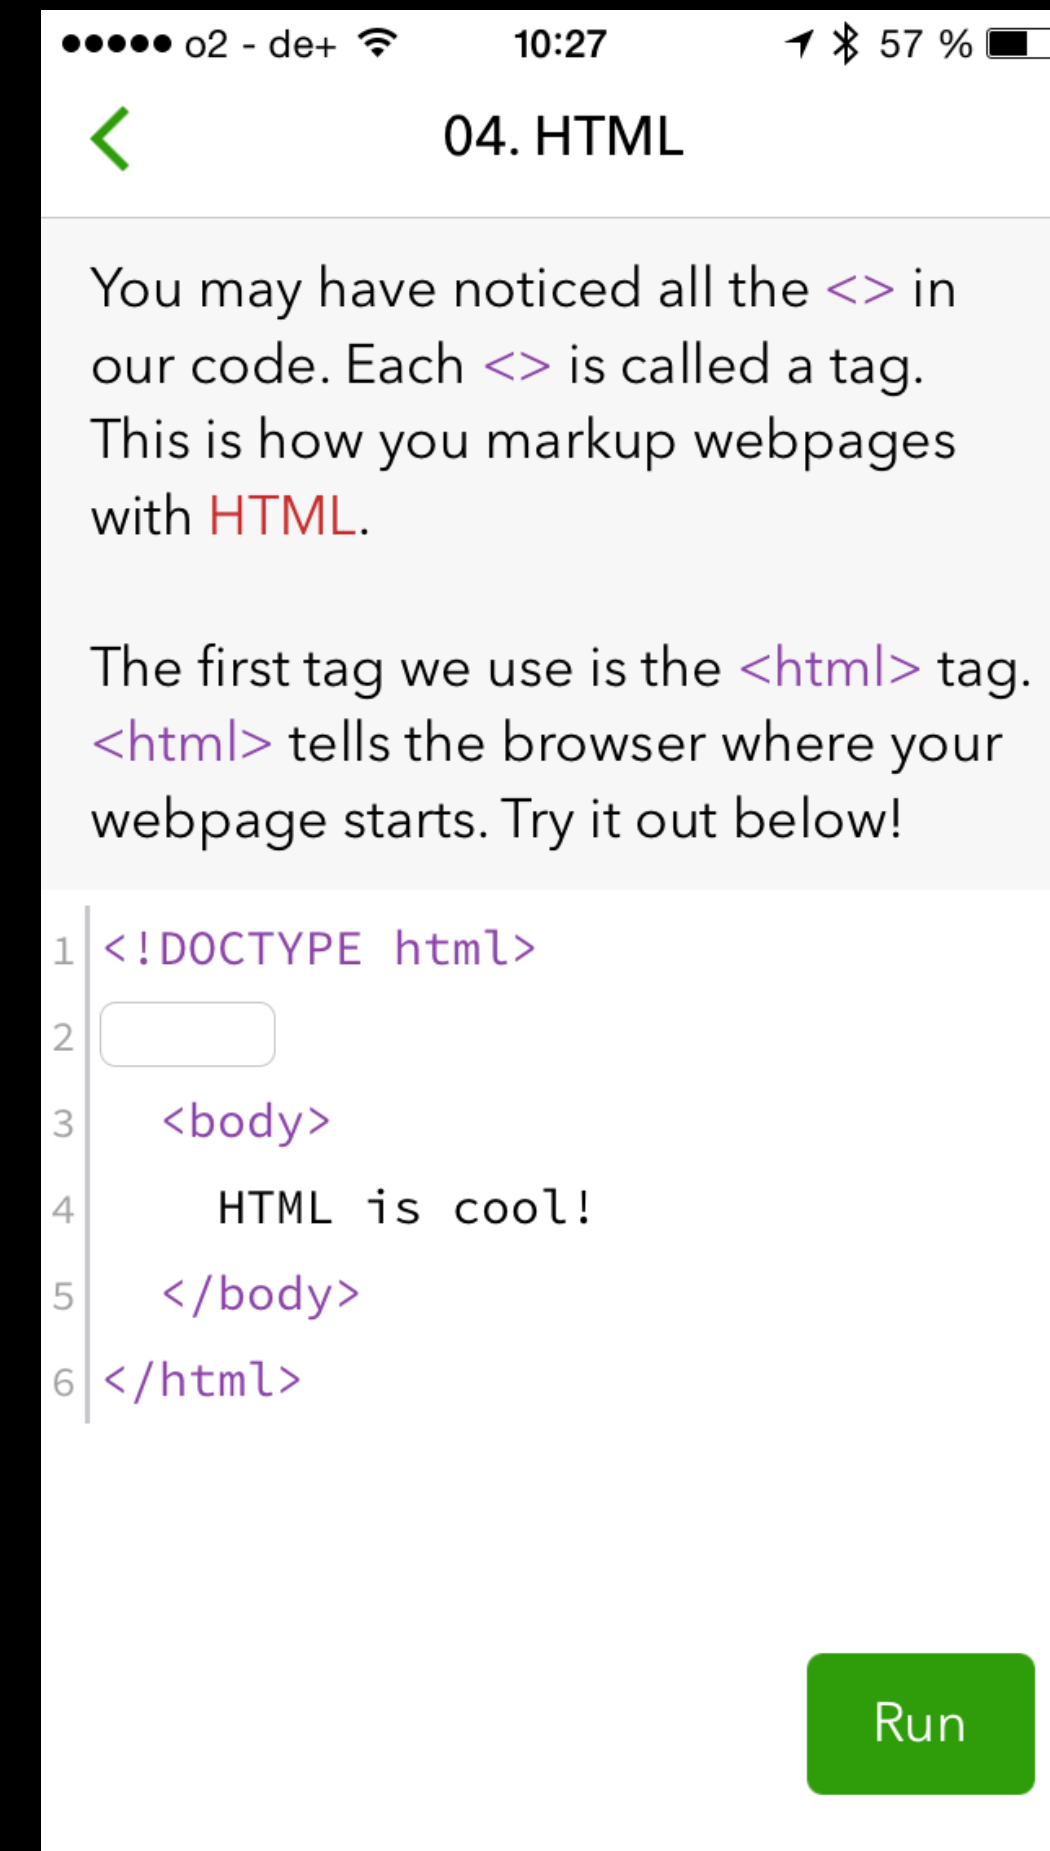 o2 - de+ 10:27 57 %
04. HTML
You may have noticed all the <> in
our code. Each <> is called a tag.
This is how you markup webpages
with HTML.
The first tag we use is the <html> tag.
<html> tells the browser where your
webpage starts. Try it out below!
1 <!DOCTYPE html>
2
3 <body>
4 HTML is cool!
5 </body>
6 </html>
Run